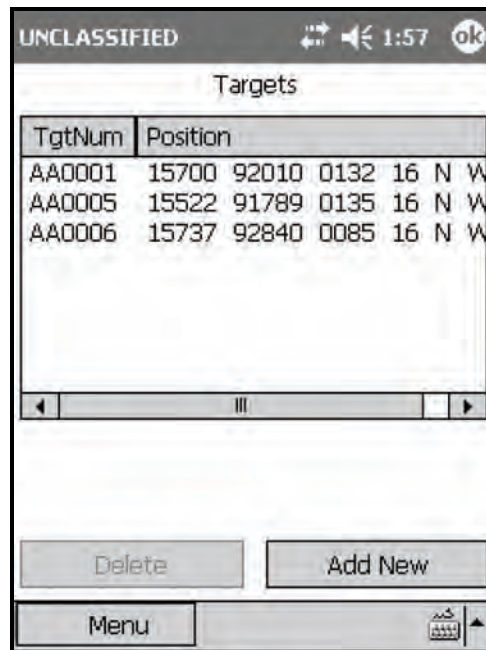 UNCLASSIFIED 1:57 ok
Targets
TgtNum Position
AA0001 15700 92010 0132 16 N W
AA0005 15522 91789 0135 16 N W
AA0006 15737 92840 0085 16 N W
Delete Add New
Menu